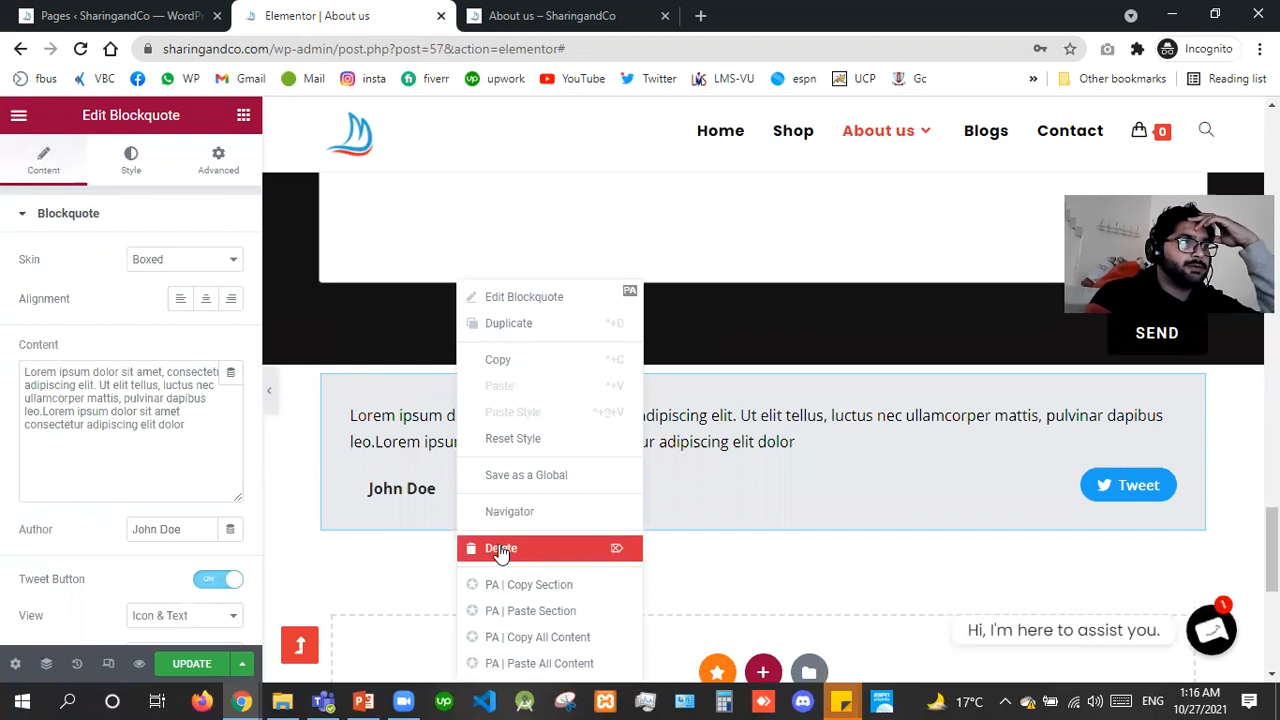 Pages ‹ SharingandCo — WordP
Elementor | About us
About us – SharingandCo
sharingandco.com/wp-admin/post.php?post=57&action=elementor#
Incognito
fbus
VBC
WP
Gmail
Mail
insta
fiverr
upwork
YouTube
Twitter
LMS-VU
espn
UCP
Gc
»
Other bookmarks
Reading list
Edit Blockquote
Content
Style
Advanced
Blockquote
Skin
Boxed
Alignment
Content
Lorem ipsum dolor sit amet, consectetu
adipiscing elit. Ut elit tellus, luctus nec
ullamcorper mattis, pulvinar dapibus
leo.Lorem ipsum dolor sit amet
consectetur adipiscing elit dolor
Author
John Doe
Tweet Button
ON
View
Icon & Text
UPDATE
Home
Shop
About us
Blogs
Contact
0
SEND
Edit Blockquote
PA
Duplicate
^+D
Copy
^+C
Paste
^+V
Paste Style
^+⇧+V
Reset Style
Save as a Global
Navigator
Delete
PA | Copy Section
PA | Paste Section
PA | Copy All Content
PA | Paste All Content
Lorem ipsum d adipiscing elit. Ut elit tellus, luctus nec ullamcorper mattis, pulvinar dapibus
leo.Lorem ipsu ur adipiscing elit dolor
John Doe
Tweet
Hi, I'm here to assist you.
1
17°C
ENG
1:16 AM
10/27/2021